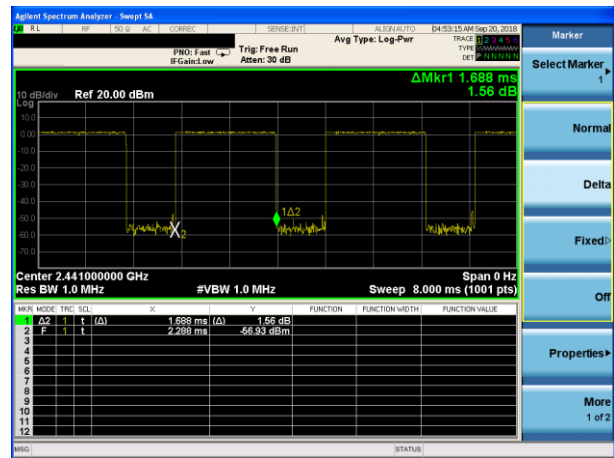 Agilent Spectrum Analyzer - Swept SA
RL RF 50 Ω AC CORREC SENSE:INT ALIGNAUTO 04:53:15 AM Sep 20, 2018
Avg Type: Log-Pwr TRACE 1 2 3 4 5 6
PNO: Fast Trig: Free Run TYPE
IFGain:Low Atten: 30 dB DET P N N N N N
ΔMkr1 1.688 ms
10 dB/div Ref 20.00 dBm 1.56 dB
Log
10.0
0.00
-10.0
-20.0
-30.0
-40.0
-50.0
-60.0
-70.0
1Δ2
X2
Center 2.441000000 GHz Span 0 Hz
Res BW 1.0 MHz #VBW 1.0 MHz Sweep 8.000 ms (1001 pts)
MKR MODE TRC SCL X Y FUNCTION FUNCTION WIDTH FUNCTION VALUE
1 Δ2 1 t (Δ) 1.688 ms (Δ) 1.56 dB
2 F 1 t 2.288 ms -56.93 dBm
3
4
5
6
7
8
9
10
11
12
MSG STATUS
Marker
Select Marker
1
Normal
Delta
Fixed
Off
Properties
More
1 of 2